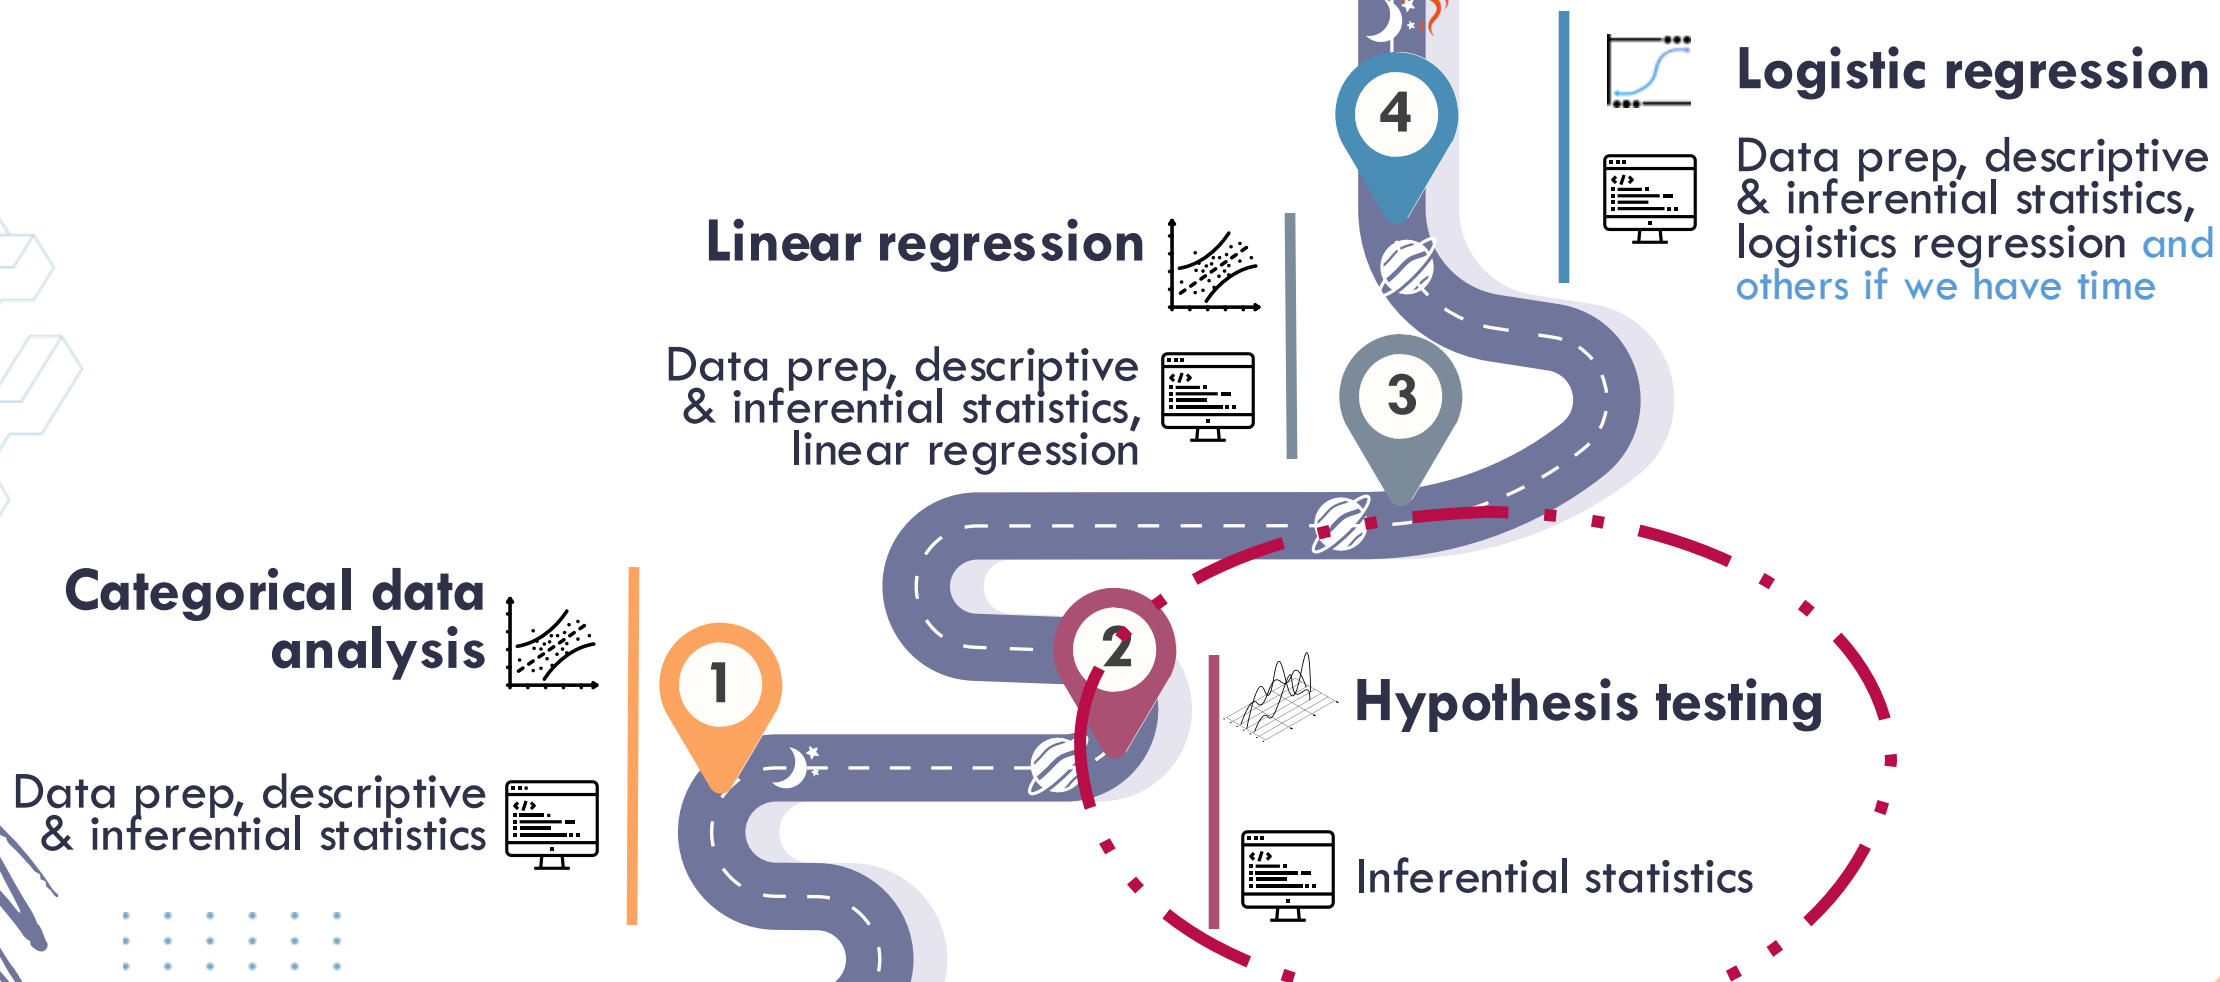 4
Logistic regression
Data prep, descriptive
& inferential statistics,
logistics regression and
others if we have time
Linear regression
Data prep, descriptive
& inferential statistics,
linear regression
3
Categorical data
analysis
Data prep, descriptive
& inferential statistics
1
2
Hypothesis testing
Inferential statistics